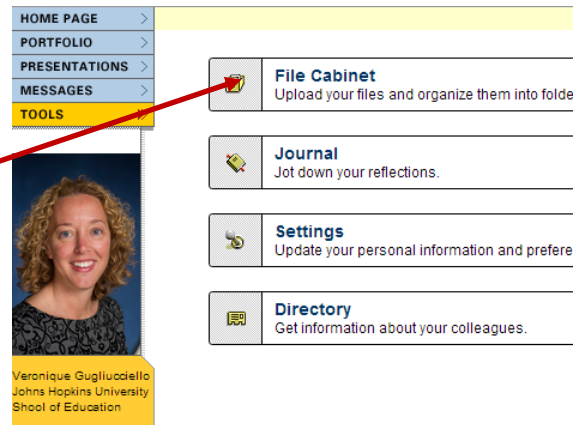 HOME PAGE
PORTFOLIO
PRESENTATIONS
MESSAGES
TOOLS
File Cabinet
Upload your files and organize them into folde
Journal
Jot down your reflections.
Settings
Update your personal information and prefere
Directory
Get information about your colleagues.
Veronique Gugliucciello
Johns Hopkins University
Shool of Education